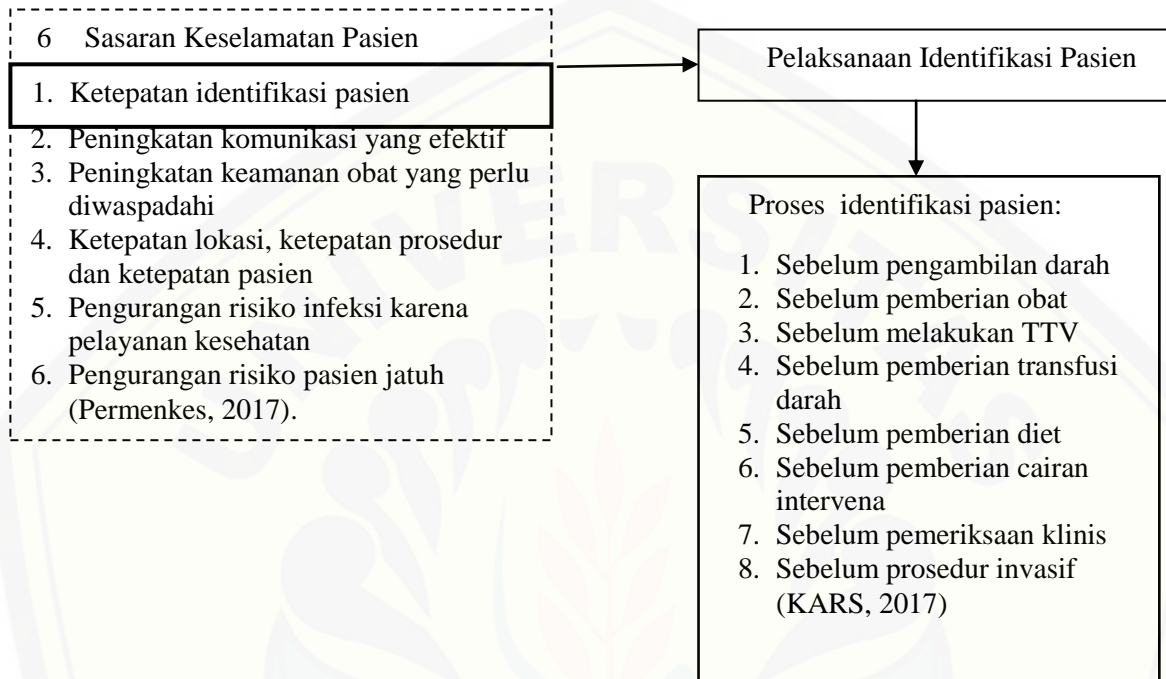 6 Sasaran Keselamatan Pasien
1. Ketepatan identifikasi pasien
2. Peningkatan komunikasi yang efektif
3. Peningkatan keamanan obat yang perlu
diwaspadahi
4. Ketepatan lokasi, ketepatan prosedur
dan ketepatan pasien
5. Pengurangan risiko infeksi karena
pelayanan kesehatan
6. Pengurangan risiko pasien jatuh
(Permenkes, 2017).
Pelaksanaan Identifikasi Pasien
Proses identifikasi pasien:
1. Sebelum pengambilan darah
2. Sebelum pemberian obat
3. Sebelum melakukan TTV
4. Sebelum pemberian transfusi
darah
5. Sebelum pemberian diet
6. Sebelum pemberian cairan
intervena
7. Sebelum pemeriksaan klinis
8. Sebelum prosedur invasif
(KARS, 2017)
UNIVERSITAS